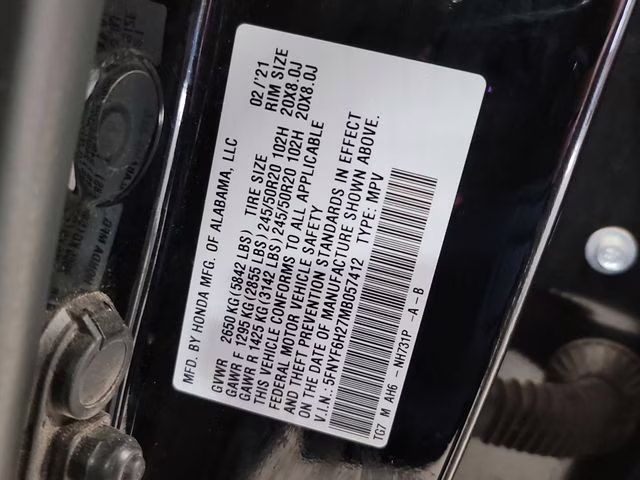 MFD. BY HONDA MFG. OF ALABAMA, LLC 02/'21
GVWR 2650 KG (5842 LBS) TIRE SIZE RIM SIZE
GAWR F 1295 KG (2855 LBS) 245/50R20 102H 20X8.0J
GAWR R 1425 KG (3142 LBS) 245/50R20 102H 20X8.0J
THIS VEHICLE CONFORMS TO ALL APPLICABLE
FEDERAL MOTOR VEHICLE SAFETY
AND THEFT PREVENTION STANDARDS IN EFFECT
ON THE DATE OF MANUFACTURE SHOWN ABOVE.
V.I.N.: 5FNYF6H27MB057412 TYPE: MPV
TG7 M AH6 -NH731P -A-B